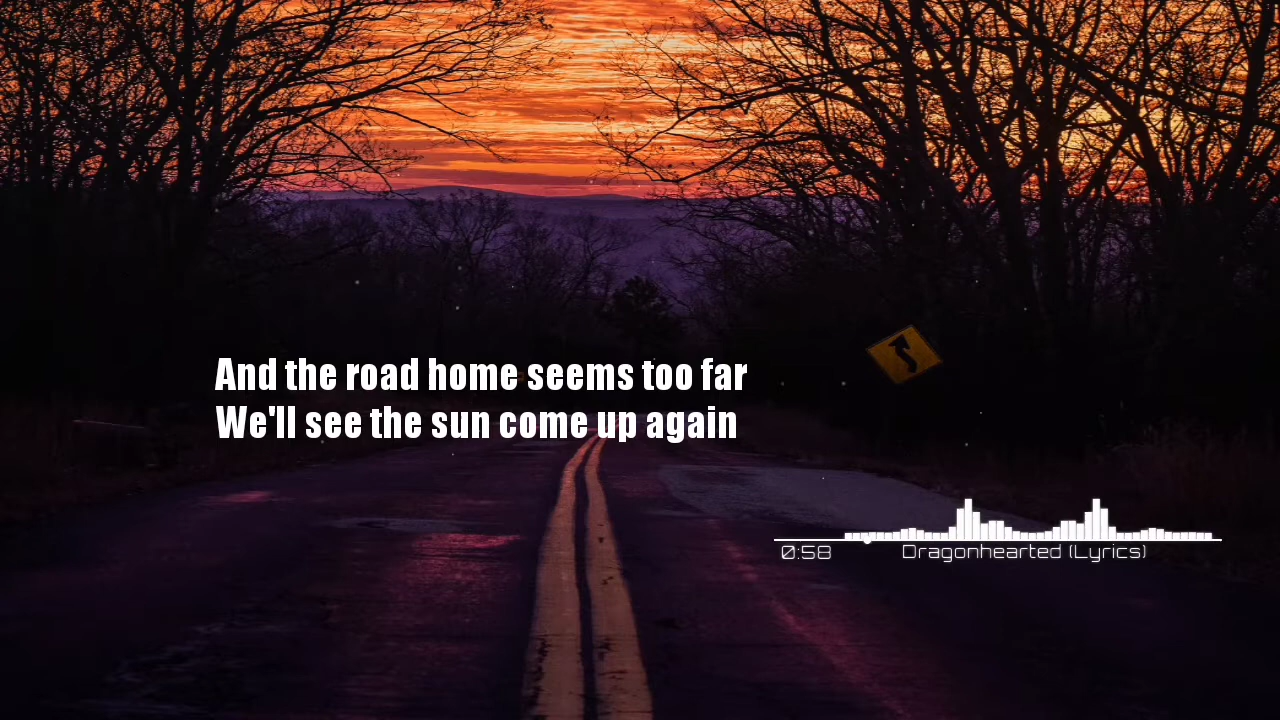 And the road home seems too far
We'll see the sun come up again
0:58
Dragonhearted (Lyrics)